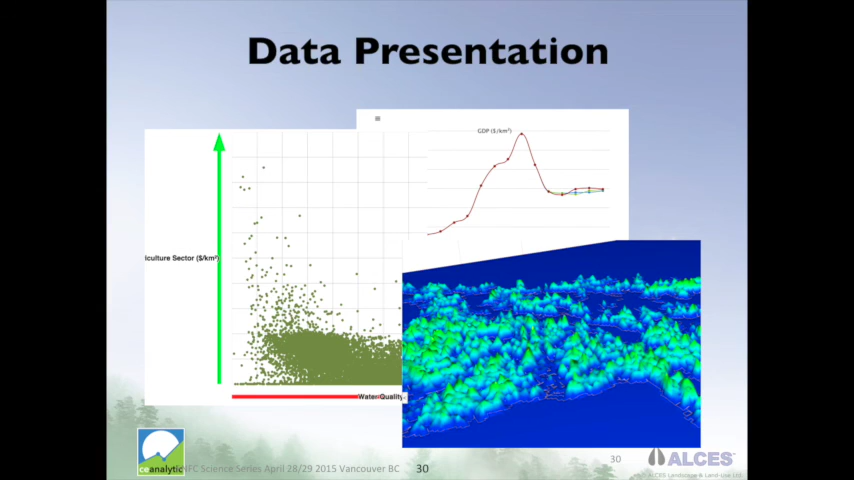 Data Presentation
GDP ($/km²)
iculture Sector ($/km²)
Water Quality
30
ALCES
ceanalytic
NFC Science Series April 28/29 2015 Vancouver BC
30
© ALCES Landscape & Land-Use Ltd